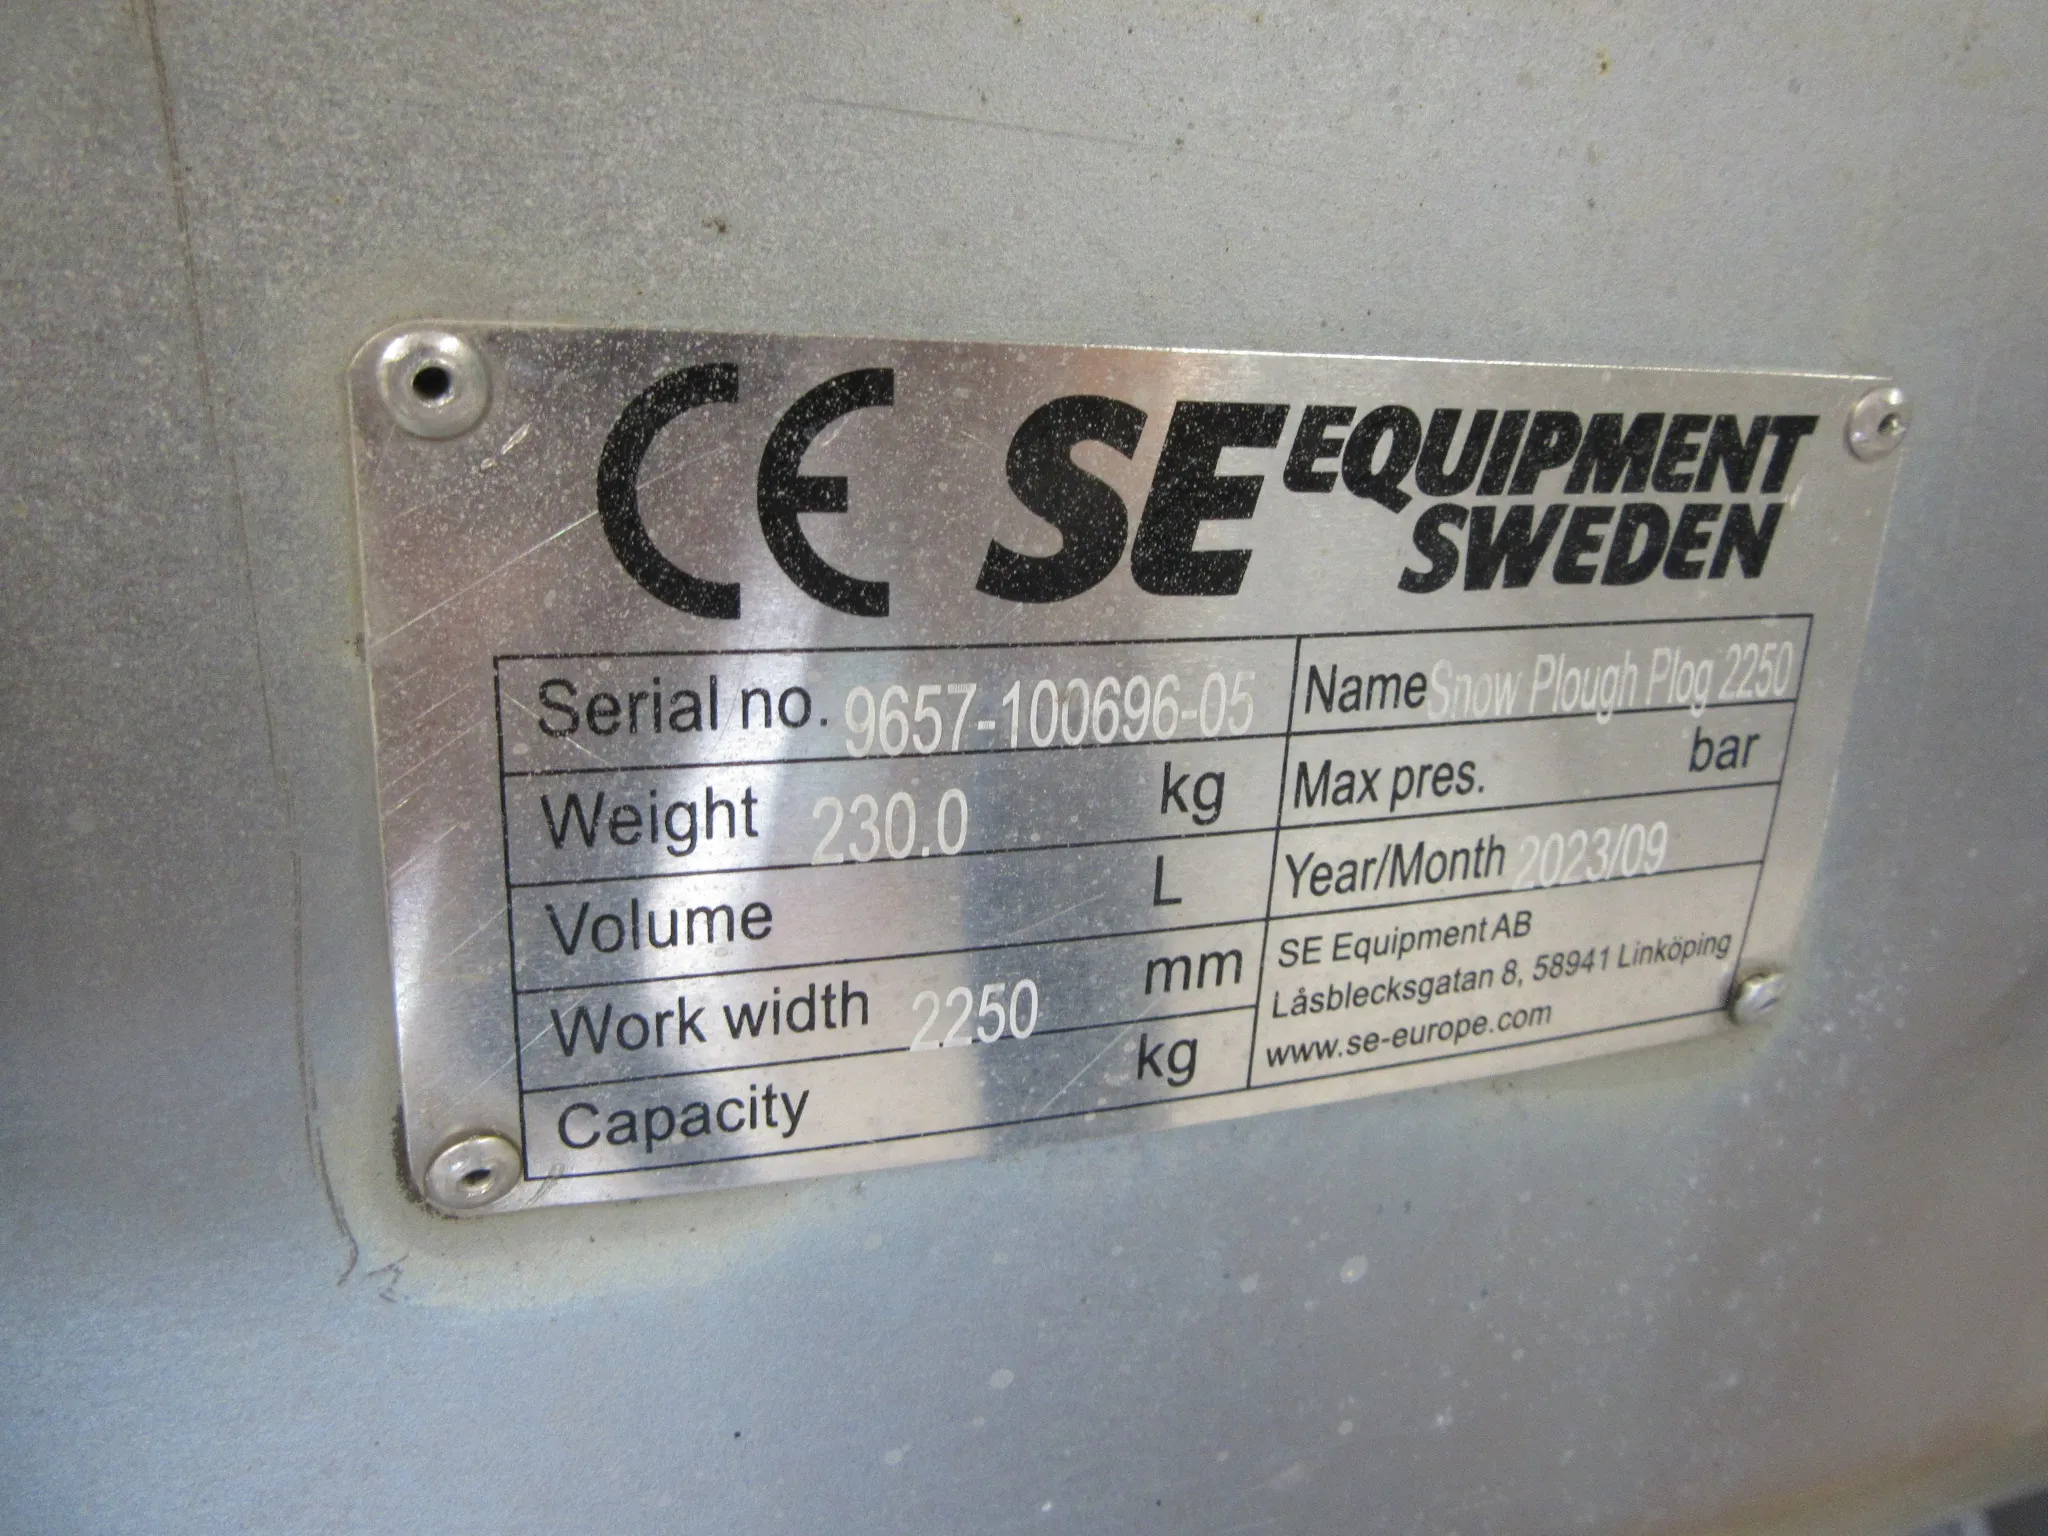 CE SE EQUIPMENT
SWEDEN
Serial no. 9657-100696-05
Name Snow Plough Plog 2250
Weight 230.0 kg
Max pres. bar
Volume L
Year/Month 2023/09
Work width 2250 mm
Capacity kg
SE Equipment AB
Låsblecksgatan 8, 58941 Linköping
www.se-europe.com